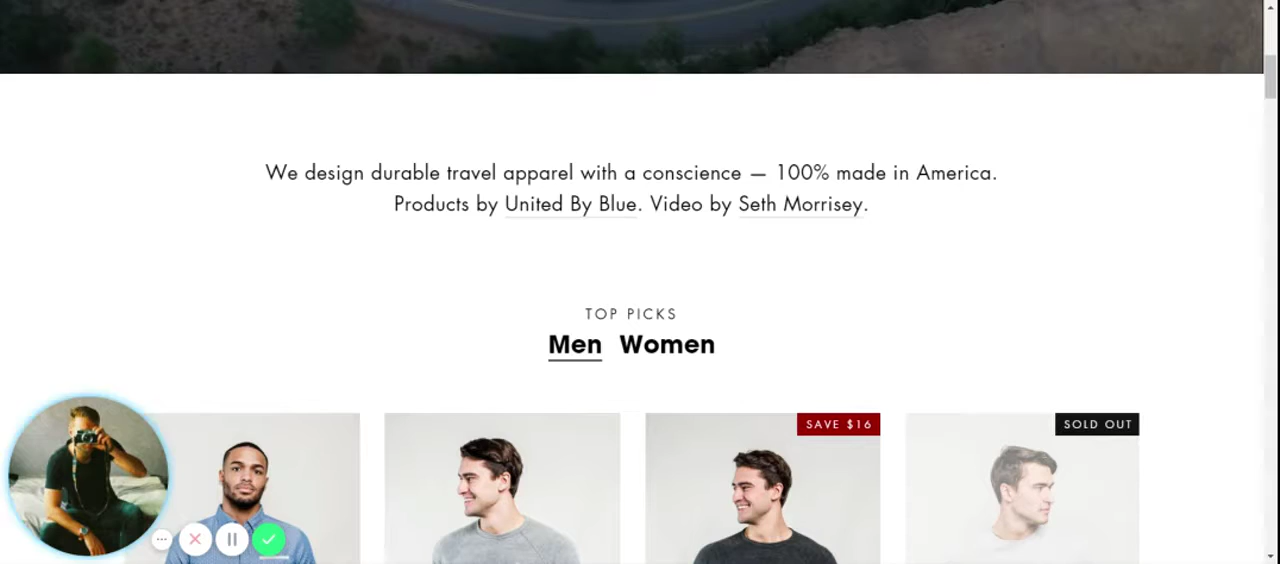 We design durable travel apparel with a conscience — 100% made in America.
Products by United By Blue. Video by Seth Morrisey.
TOP PICKS
Men Women
SAVE $16
SOLD OUT